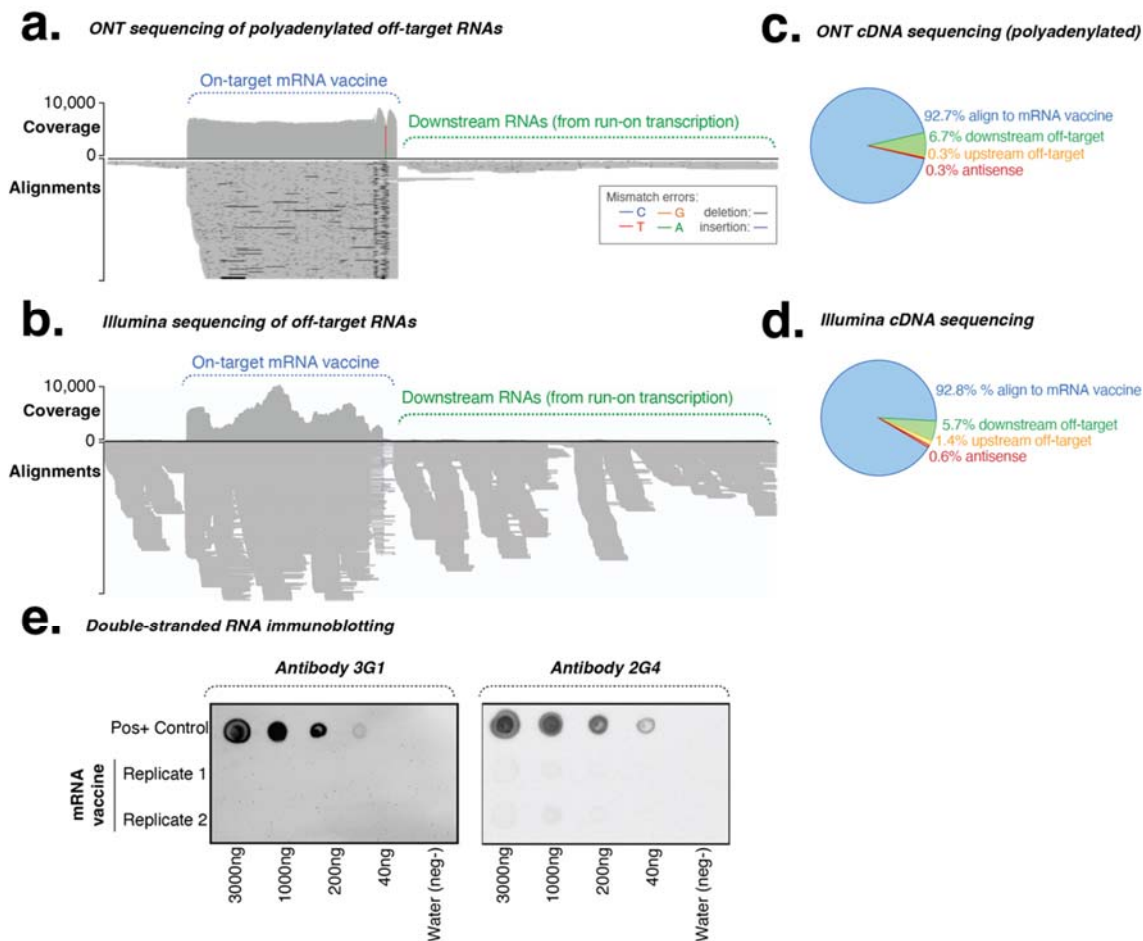 a. ONT sequencing of polyadenylated off-target RNAs
On-target mRNA vaccine
10,000
Coverage
0
Downstream RNAs (from run-on transcription)
Alignments
Mismatch errors:
C G deletion:
T A insertion:
b. Illumina sequencing of off-target RNAs
On-target mRNA vaccine
10,000
Coverage
0
Downstream RNAs (from run-on transcription)
Alignments
c. ONT cDNA sequencing (polyadenylated)
92.7% align to mRNA vaccine
6.7% downstream off-target
0.3% upstream off-target
0.3% antisense
d. Illumina cDNA sequencing
92.8% % align to mRNA vaccine
5.7% downstream off-target
1.4% upstream off-target
0.6% antisense
e. Double-stranded RNA immunoblotting
Antibody 3G1
Antibody 2G4
Pos+ Control
mRNA vaccine
Replicate 1
Replicate 2
3000ng
1000ng
200ng
40ng
Water (neg-)
3000ng
1000ng
200ng
40ng
Water (neg-)